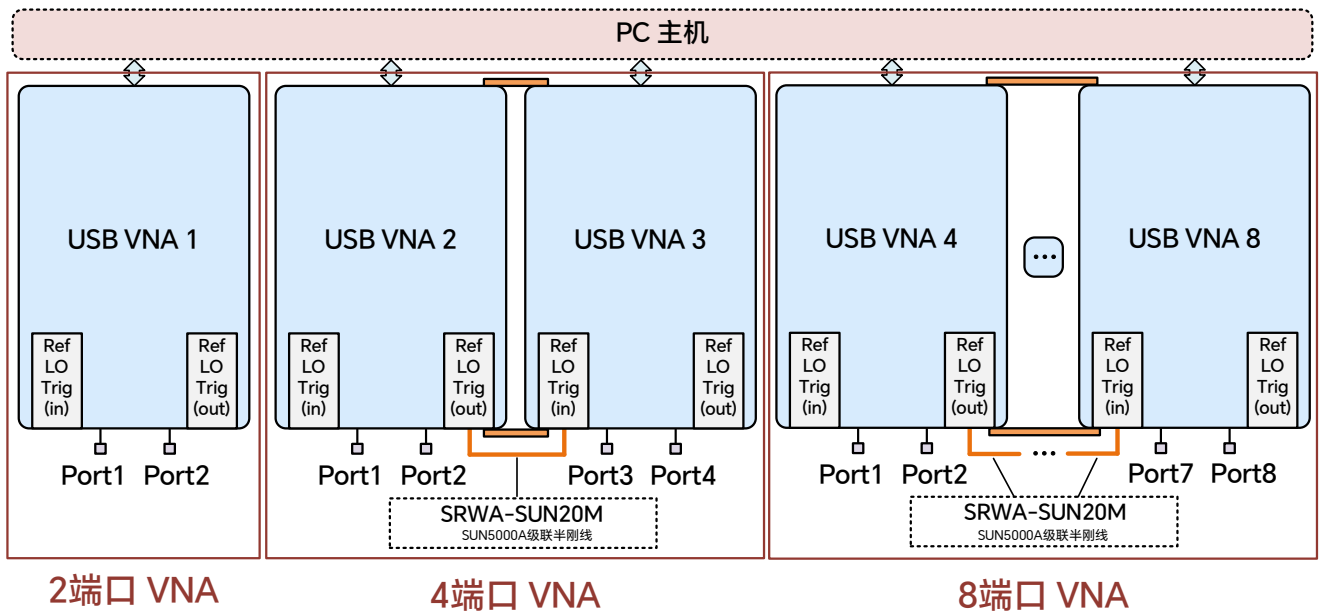 PC 主机
USB VNA 1
Ref
LO
Trig
(in)
Ref
LO
Trig
(out)
Port1
Port2
2端口 VNA
USB VNA 2
Ref
LO
Trig
(in)
Ref
LO
Trig
(out)
Port1
Port2
USB VNA 3
Ref
LO
Trig
(in)
Ref
LO
Trig
(out)
Port3
Port4
SRWA-SUN20M
SUN5000A级联半刚线
4端口 VNA
USB VNA 4
Ref
LO
Trig
(in)
Ref
LO
Trig
(out)
Port1
Port2
...
USB VNA 8
Ref
LO
Trig
(in)
Ref
LO
Trig
(out)
...
Port7
Port8
SRWA-SUN20M
SUN5000A级联半刚线
8端口 VNA